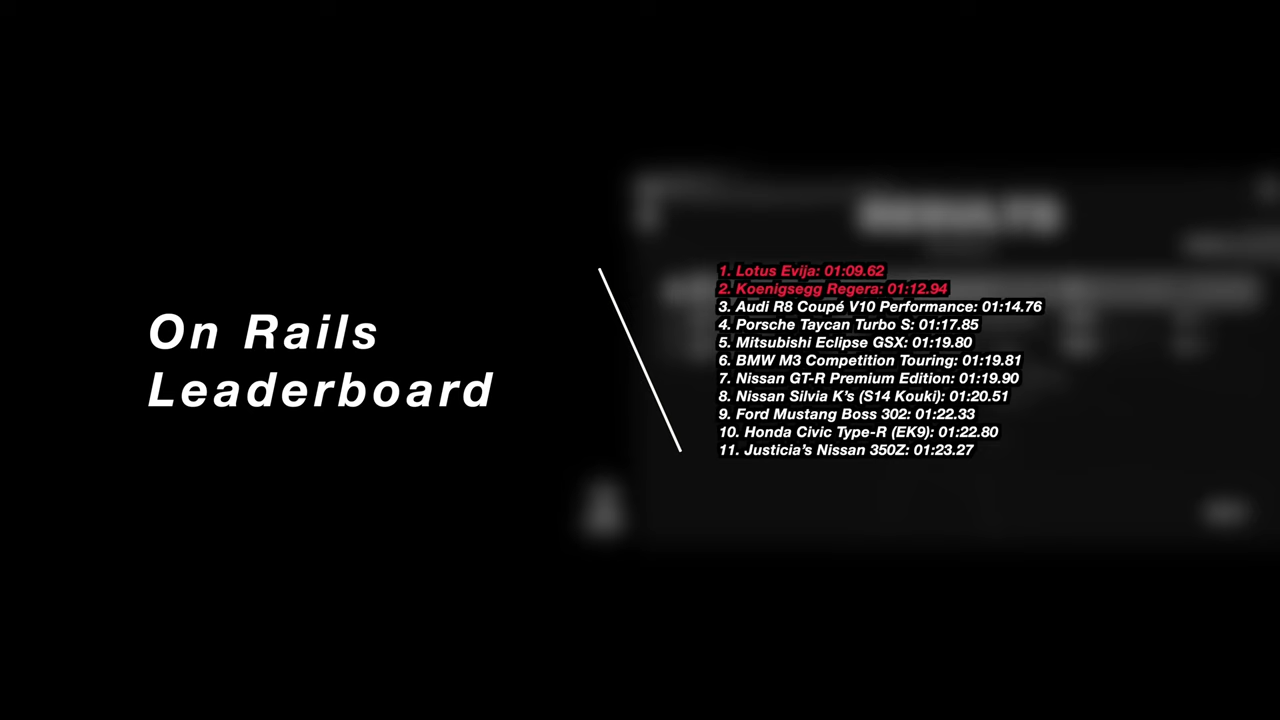 On Rails
Leaderboard
1. Lotus Evija: 01:09.62
2. Koenigsegg Regera: 01:12.94
3. Audi R8 Coupé V10 Performance: 01:14.76
4. Porsche Taycan Turbo S: 01:17.85
5. Mitsubishi Eclipse GSX: 01:19.80
6. BMW M3 Competition Touring: 01:19.81
7. Nissan GT-R Premium Edition: 01:19.90
8. Nissan Silvia K’s (S14 Kouki): 01:20.51
9. Ford Mustang Boss 302: 01:22.33
10. Honda Civic Type-R (EK9): 01:22.80
11. Justicia’s Nissan 350Z: 01:23.27